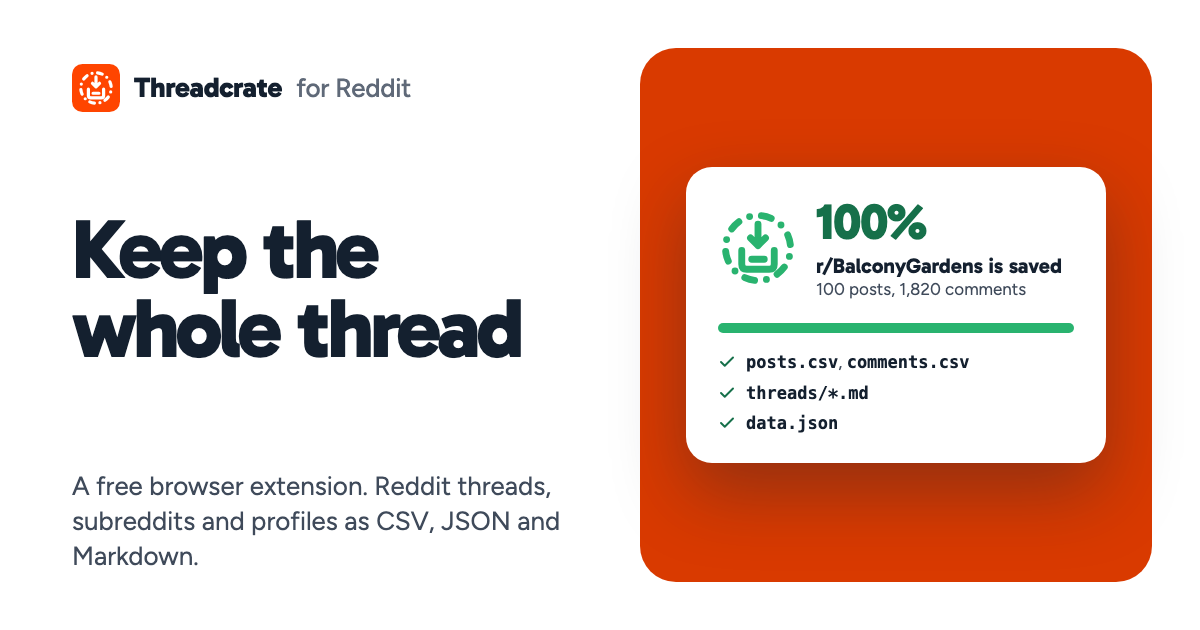 Threadcrate for Reddit
Keep the
whole thread
A free browser extension. Reddit threads,
subreddits and profiles as CSV, JSON and
Markdown.
100%
r/BalconyGardens is saved
100 posts, 1,820 comments
posts.csv, comments.csv
threads/*.md
data.json